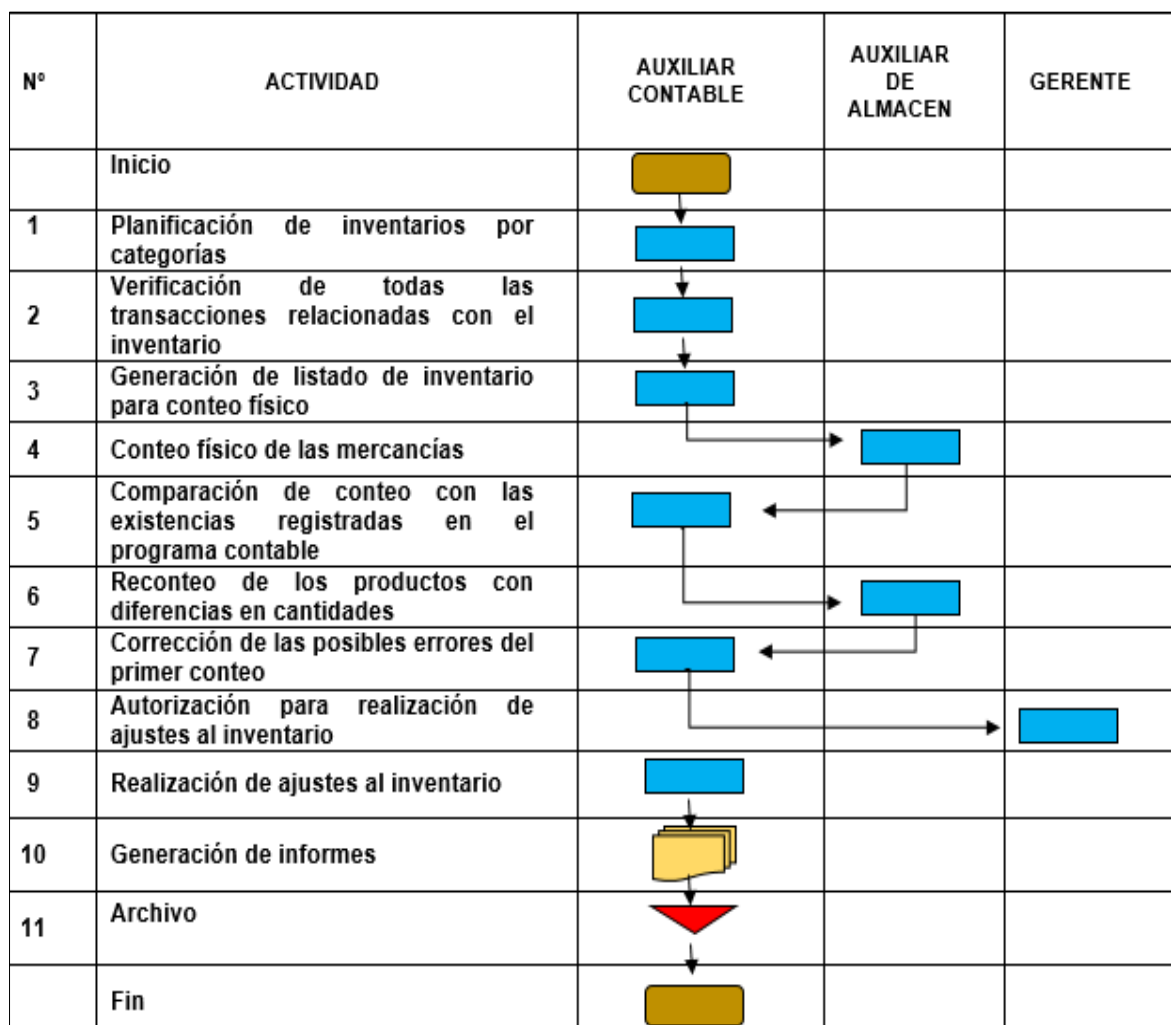 Nº
ACTIVIDAD
AUXILIAR
CONTABLE
AUXILIAR
DE
ALMACEN
GERENTE
Inicio
1
Planificación de inventarios por
categorías
2
Verificación de todas las
transacciones relacionadas con el
inventario
3
Generación de listado de inventario
para conteo físico
4
Conteo físico de las mercancías
5
Comparación de conteo con las
existencias registradas en el
programa contable
6
Reconteo de los productos con
diferencias en cantidades
7
Corrección de las posibles errores del
primer conteo
8
Autorización para realización de
ajustes al inventario
9
Realización de ajustes al inventario
10
Generación de informes
11
Archivo
Fin